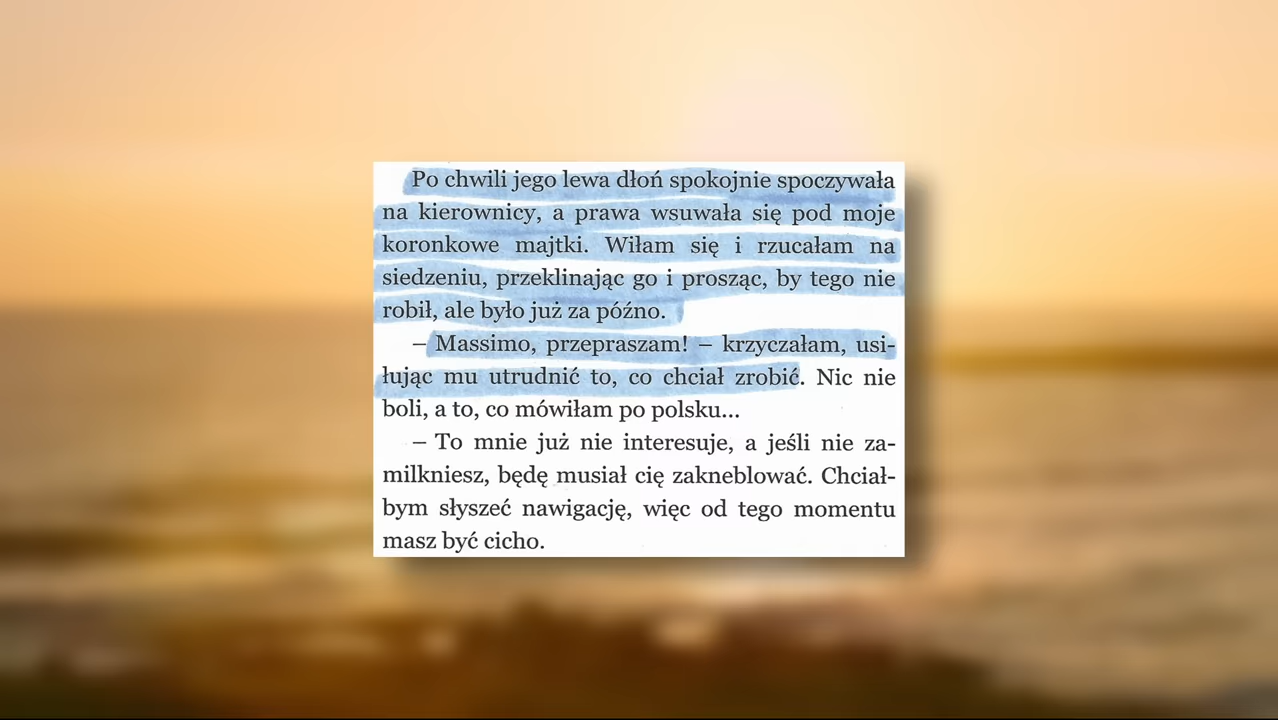 Po chwili jego lewa dłoń spokojnie spoczywała
na kierownicy, a prawa wsuwała się pod moje
koronkowe majtki. Wiłam się i rzucałam na
siedzeniu, przeklinając go i prosząc, by tego nie
robił, ale było już za późno.
– Massimo, przepraszam! – krzyczałam, usi-
łując mu utrudnić to, co chciał zrobić. Nic nie
boli, a to, co mówiłam po polsku...
– To mnie już nie interesuje, a jeśli nie za-
milkniesz, będę musiał cię zakneblować. Chciał-
bym słyszeć nawigację, więc od tego momentu
masz być cicho.